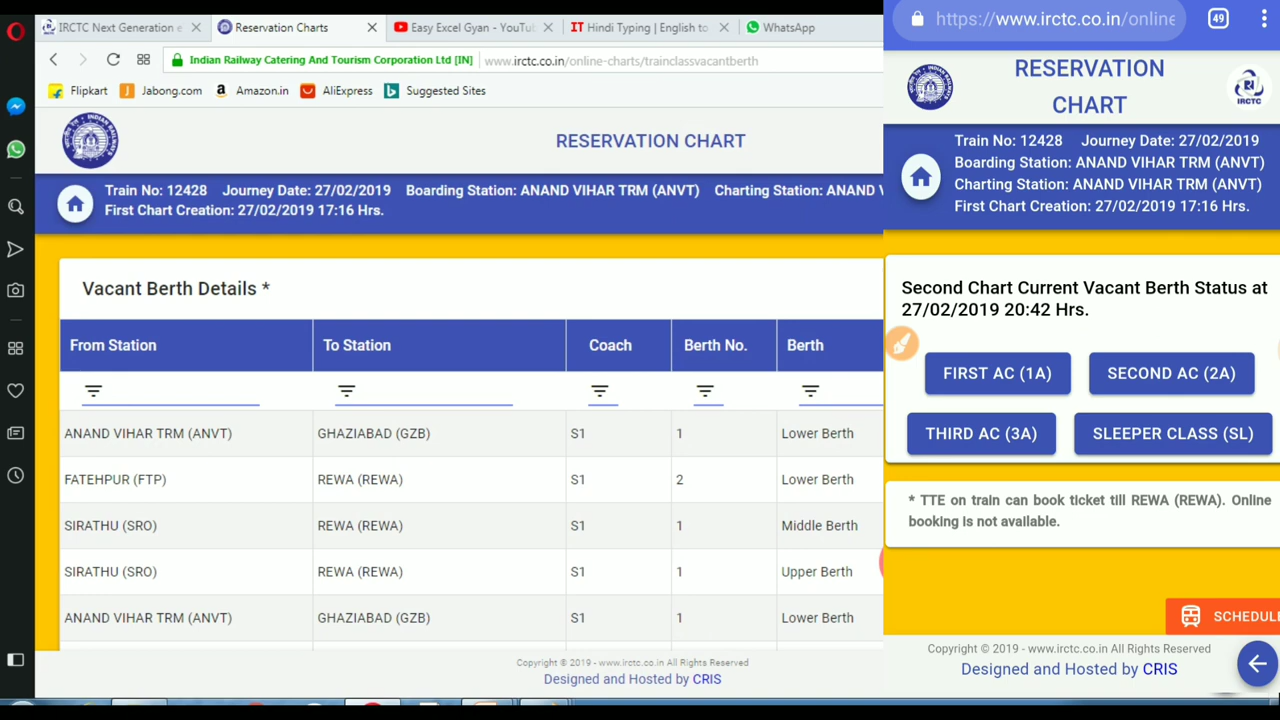 IRCTC Next Generation e
Reservation Charts
Easy Excel Gyan - YouTu
Hindi Typing | English to
WhatsApp
Indian Railway Catering And Tourism Corporation Ltd [IN]
www.irctc.co.in/online-charts/trainclassvacantberth
Flipkart
Jabong.com
Amazon.in
AliExpress
Suggested Sites
RESERVATION CHART
Train No: 12428 Journey Date: 27/02/2019 Boarding Station: ANAND VIHAR TRM (ANVT) Charting Station: ANAND V
First Chart Creation: 27/02/2019 17:16 Hrs.
Vacant Berth Details *
From Station To Station Coach Berth No. Berth
ANAND VIHAR TRM (ANVT) GHAZIABAD (GZB) S1 1 Lower Berth
FATEHPUR (FTP) REWA (REWA) S1 2 Lower Berth
SIRATHU (SRO) REWA (REWA) S1 1 Middle Berth
SIRATHU (SRO) REWA (REWA) S1 1 Upper Berth
ANAND VIHAR TRM (ANVT) GHAZIABAD (GZB) S1 1 Lower Berth
Copyright © 2019 - www.irctc.co.in All Rights Reserved
Designed and Hosted by CRIS
https://www.irctc.co.in/online
49
RESERVATION
CHART
IRCTC
Train No: 12428 Journey Date: 27/02/2019
Boarding Station: ANAND VIHAR TRM (ANVT)
Charting Station: ANAND VIHAR TRM (ANVT)
First Chart Creation: 27/02/2019 17:16 Hrs.
Second Chart Current Vacant Berth Status at
27/02/2019 20:42 Hrs.
FIRST AC (1A)
SECOND AC (2A)
THIRD AC (3A)
SLEEPER CLASS (SL)
* TTE on train can book ticket till REWA (REWA). Online
booking is not available.
SCHEDUL
Copyright © 2019 - www.irctc.co.in All Rights Reserved
Designed and Hosted by CRIS